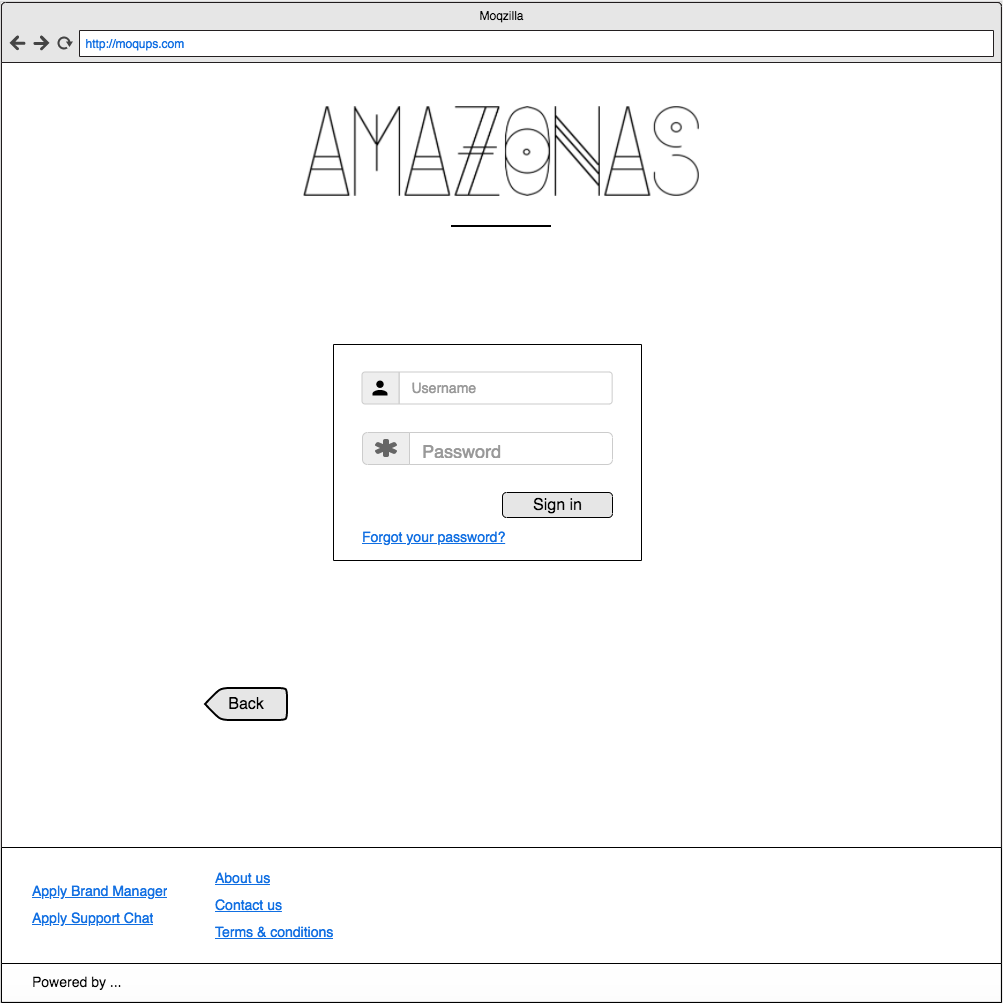 Moqzilla
http://moqups.com
AMAZZONAS
Username
Password
Sign in
Forgot your password?
Back
Apply Brand Manager
Apply Support Chat
About us
Contact us
Terms & conditions
Powered by ...